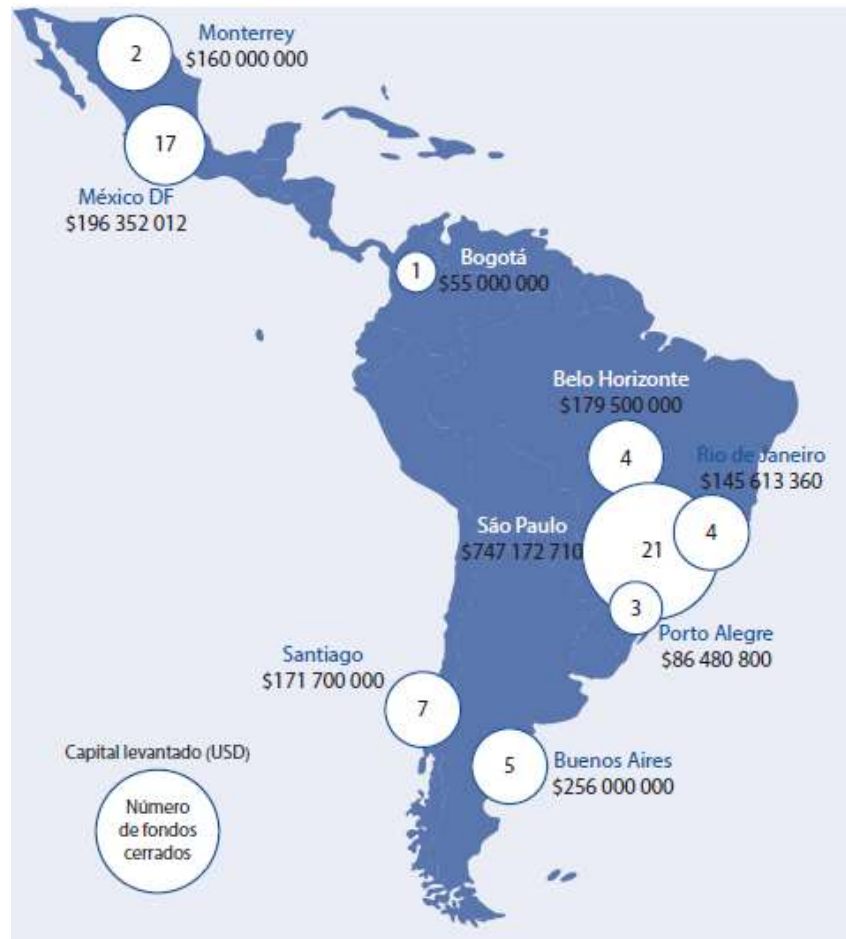 Monterrey
2
$160 000 000
17
México DF
$196 352 012
Bogotá
1
$55 000 000
Belo Horizonte
$179 500 000
4
Rio de Janeiro
$145 613 360
São Paulo
4
$747 172 710
21
3
Porto Alegre
$86 480 800
Santiago
$171 700 000
7
Capital levantado (USD)
5
Buenos Aires
$256 000 000
Número
de fondos
cerrados